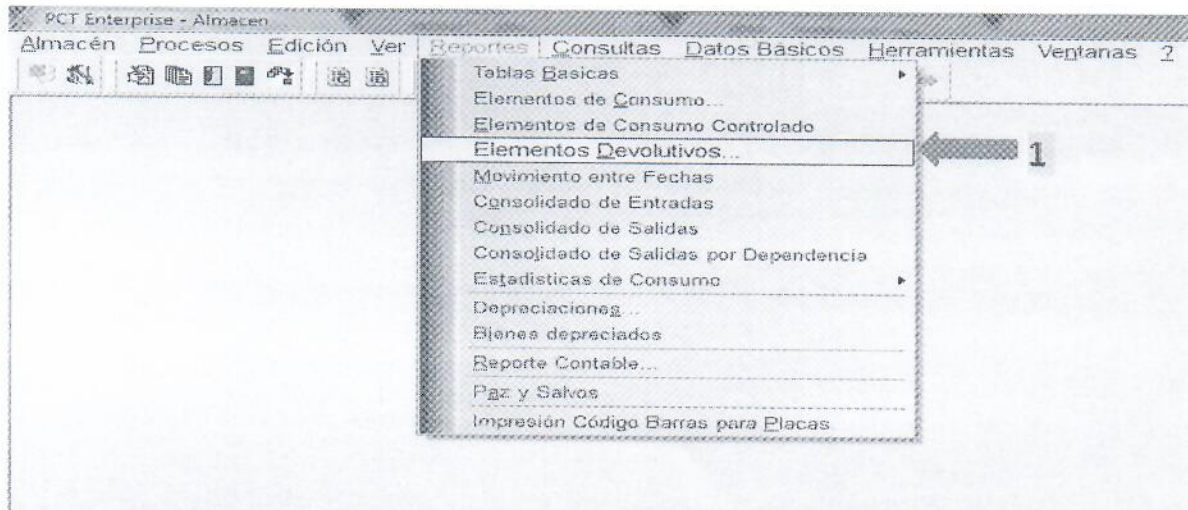 PCT Enterprise - Almacen
Almacén Procesos Edición Ver Reportes Consultas Datos Básicos Herramientas Ventanas ?
Tablas Basicas
Elementos de Consumo...
Elementos de Consumo Controlado
Elementos Devolutivos...
1
Movimiento entre Fechas
Consolidado de Entradas
Consolidado de Salidas
Consolidado de Salidas por Dependencia
Estadisticas de Consumo
Depreciaciones...
Bienes depreciados
Reporte Contable...
Paz y Salvos
Impresión Código Barras para Placas